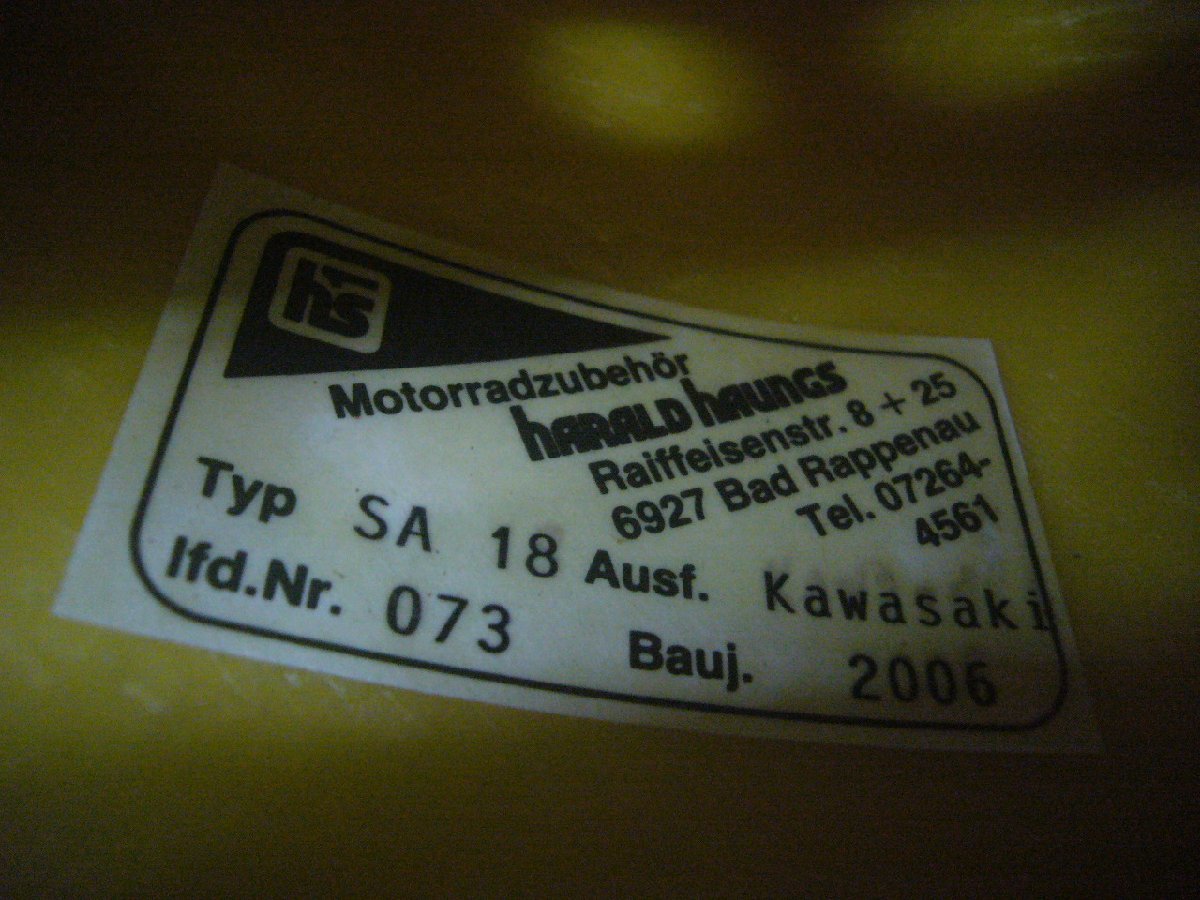 Motorradzubehör
HARALD HAUNGS
Raiffeisenstr. 8 + 25
6927 Bad Rappenau
Tel. 07264-
4561
Typ SA 18 Ausf. Kawasaki
lfd.Nr. 073 Bauj. 2006